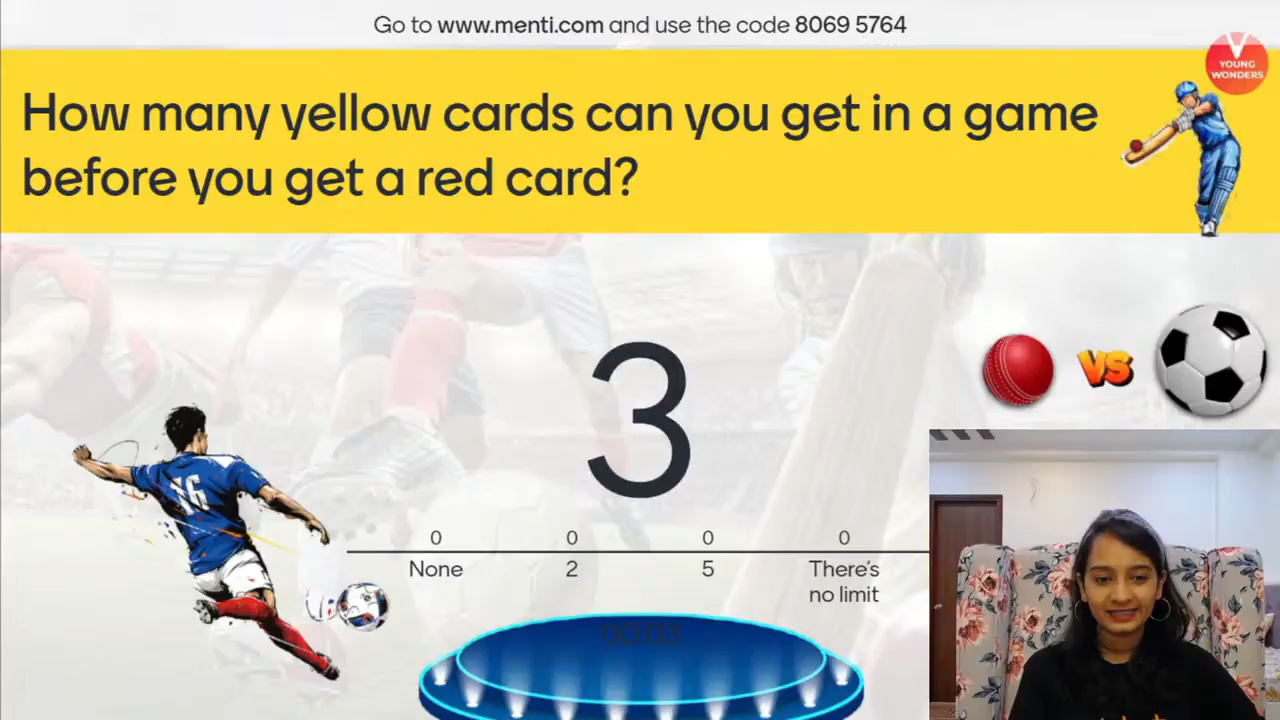 Go to www.menti.com and use the code 8069 5764
V
YOUNG
WONDERS
How many yellow cards can you get in a game
before you get a red card?
VS
3
16
0
0
0
0
None
2
5
There's
no limit
00:03